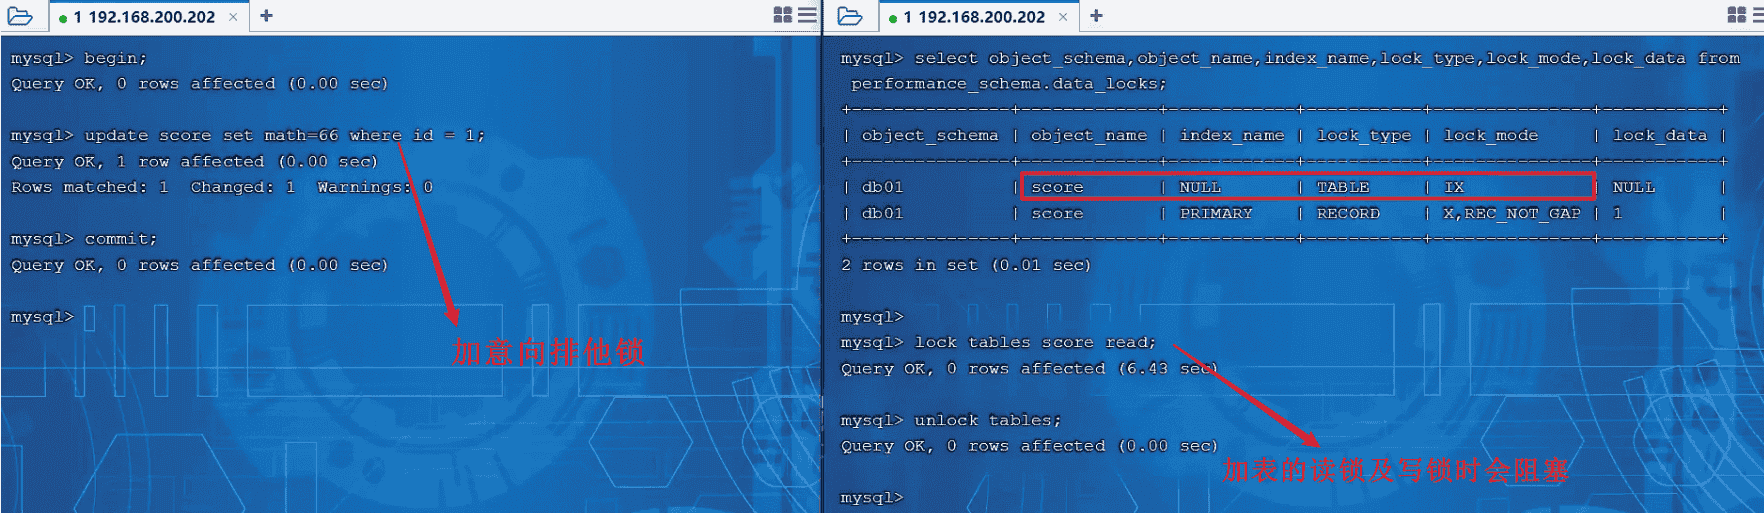 1 192.168.200.202 × +
mysql> begin;
Query OK, 0 rows affected (0.00 sec)
mysql> update score set math=66 where id = 1;
Query OK, 1 row affected (0.00 sec)
Rows matched: 1  Changed: 1  Warnings: 0
mysql> commit;
Query OK, 0 rows affected (0.00 sec)
mysql>
加意向排他锁
1 192.168.200.202 × +
mysql> select object_schema,object_name,index_name,lock_type,lock_mode,lock_data from
performance_schema.data_locks;
+---------------+-------------+------------+-----------+---------------+-----------+
| object_schema | object_name | index_name | lock_type | lock_mode     | lock_data |
+---------------+-------------+------------+-----------+---------------+-----------+
| db01          | score       | NULL       | TABLE     | IX            | NULL      |
| db01          | score       | PRIMARY    | RECORD    | X,REC_NOT_GAP | 1         |
+---------------+-------------+------------+-----------+---------------+-----------+
2 rows in set (0.01 sec)
mysql>
mysql> lock tables score read;
Query OK, 0 rows affected (6.43 sec)
mysql> unlock tables;
Query OK, 0 rows affected (0.00 sec)
加表的读锁及写锁时会阻塞
mysql>